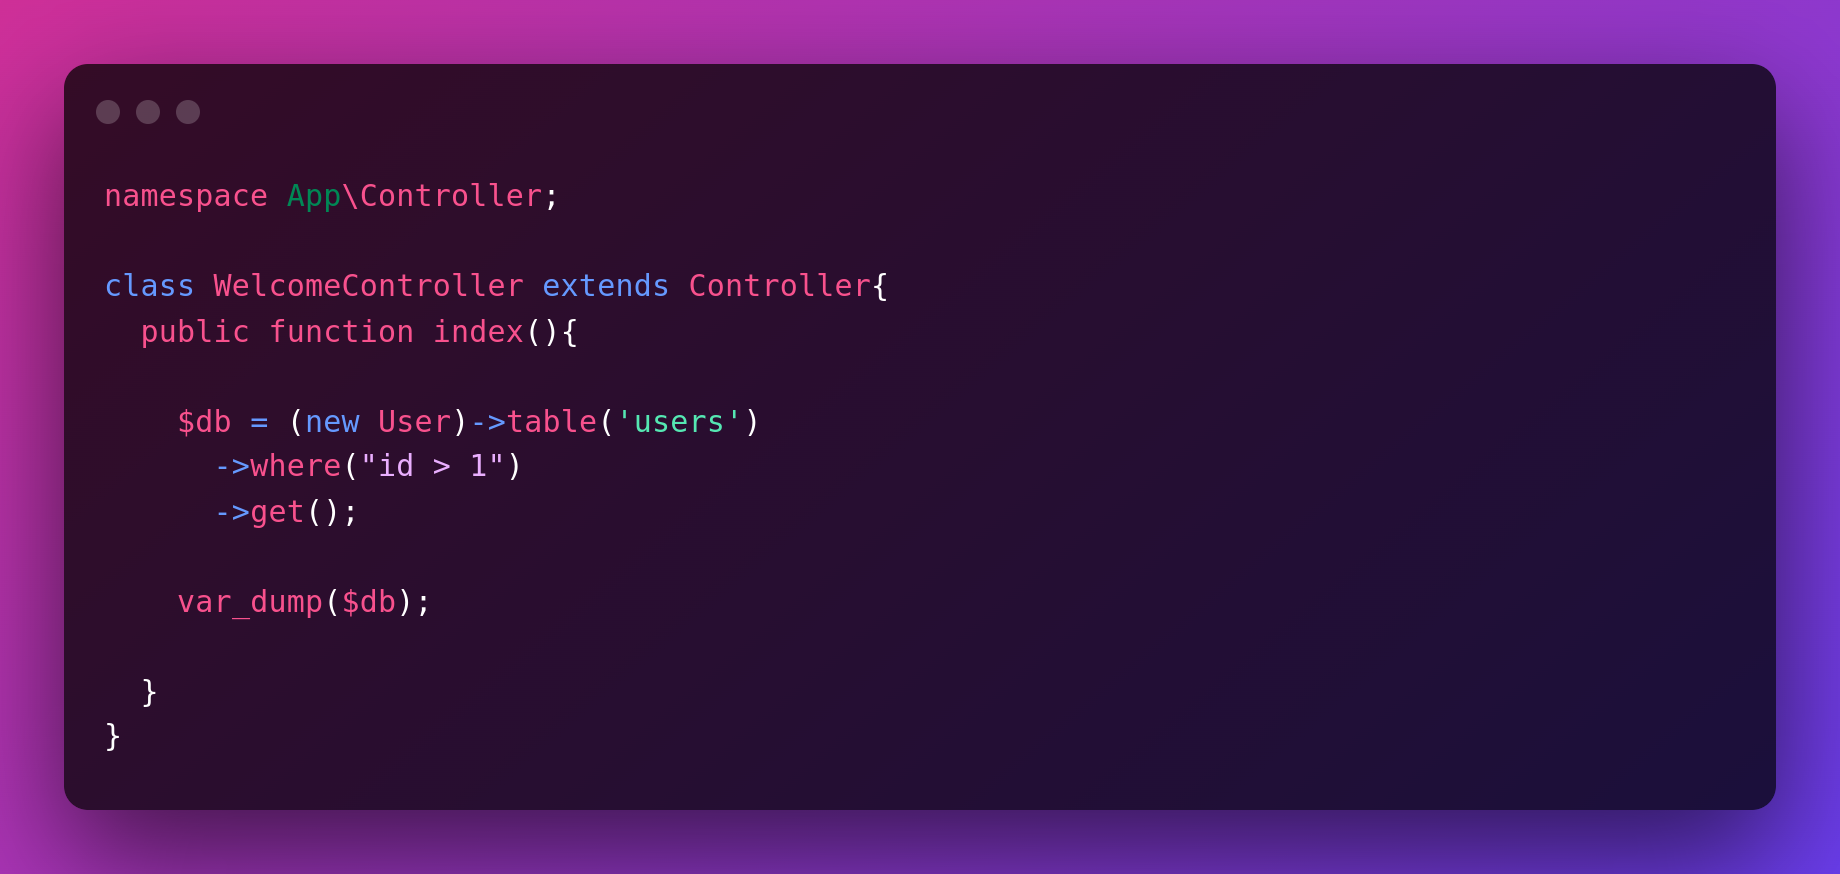 namespace App\Controller;
class WelcomeController extends Controller{
  public function index(){
    $db = (new User)->table('users')
      ->where("id > 1")
      ->get();
    var_dump($db);
  }
}